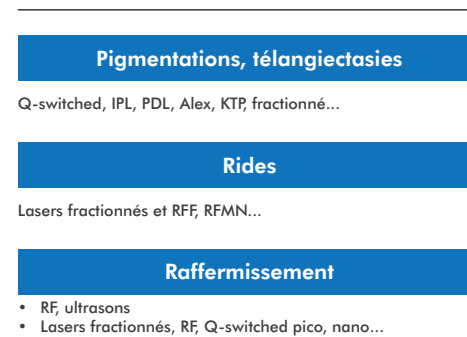 Pigmentations, télangiectasies
Q-switched, IPL, PDL, Alex, KTP, fractionné...
Rides
Lasers fractionnés et RFF, RFMN...
Raffermissement
• RF, ultrasons
• Lasers fractionnés, RF, Q-switched pico, nano...